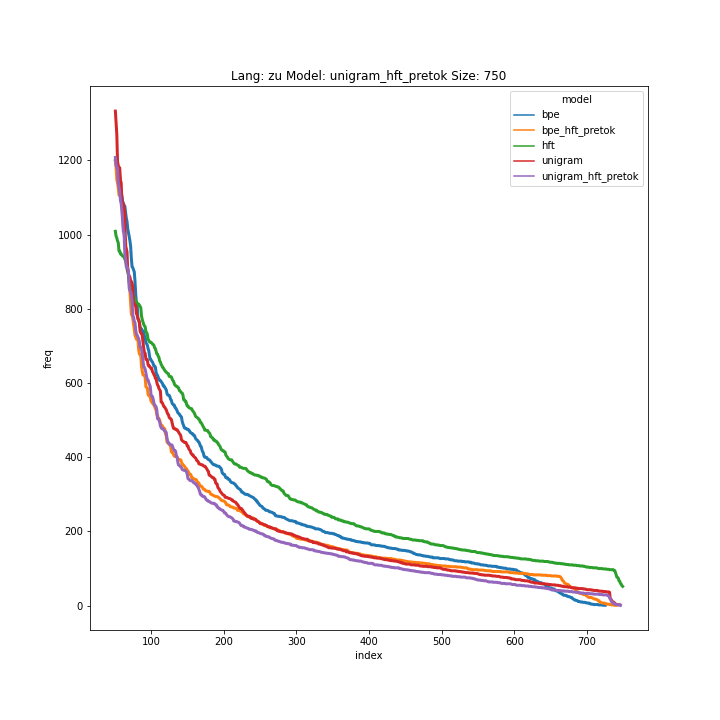 Lang: zu Model: unigram_hft_pretok Size: 750
model
bpe
bpe_hft_pretok
hft
unigram
unigram_hft_pretok
1200
1000
800
600
400
200
0
freq
100 200 300 400 500 600 700
index